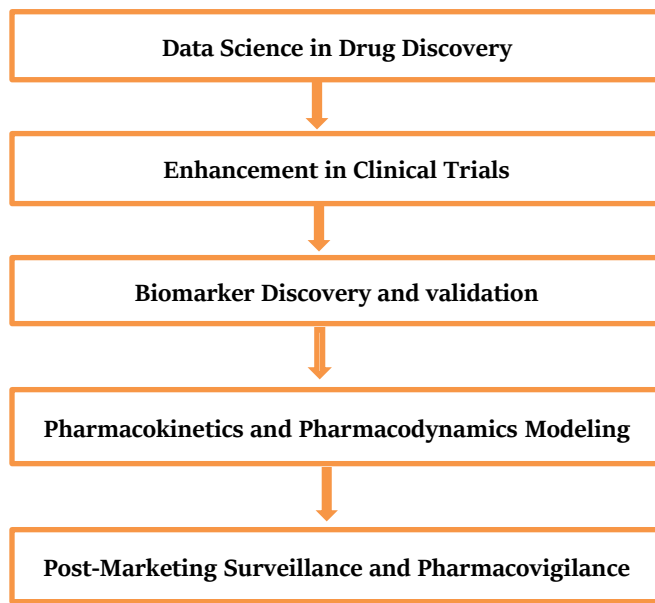 Data Science in Drug Discovery
Enhancement in Clinical Trials
Biomarker Discovery and validation
Pharmacokinetics and Pharmacodynamics Modeling
Post-Marketing Surveillance and Pharmacovigilance